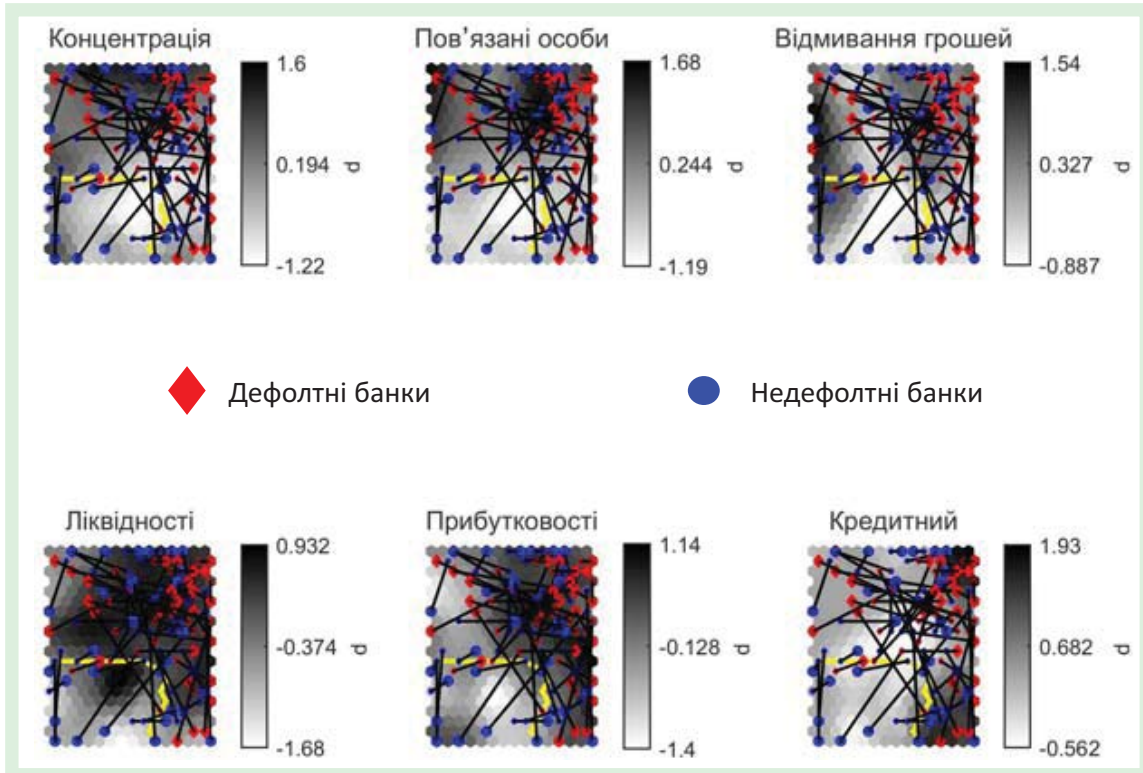 Концентрація
1.6
0.194
d
-1.22
Пов’язані особи
1.68
0.244
d
-1.19
Відмивання грошей
1.54
0.327
d
-0.887
Дефолтні банки
Недефолтні банки
Ліквідності
0.932
-0.374
d
-1.68
Прибутковості
1.14
-0.128
d
-1.4
Кредитний
1.93
0.682
d
-0.562